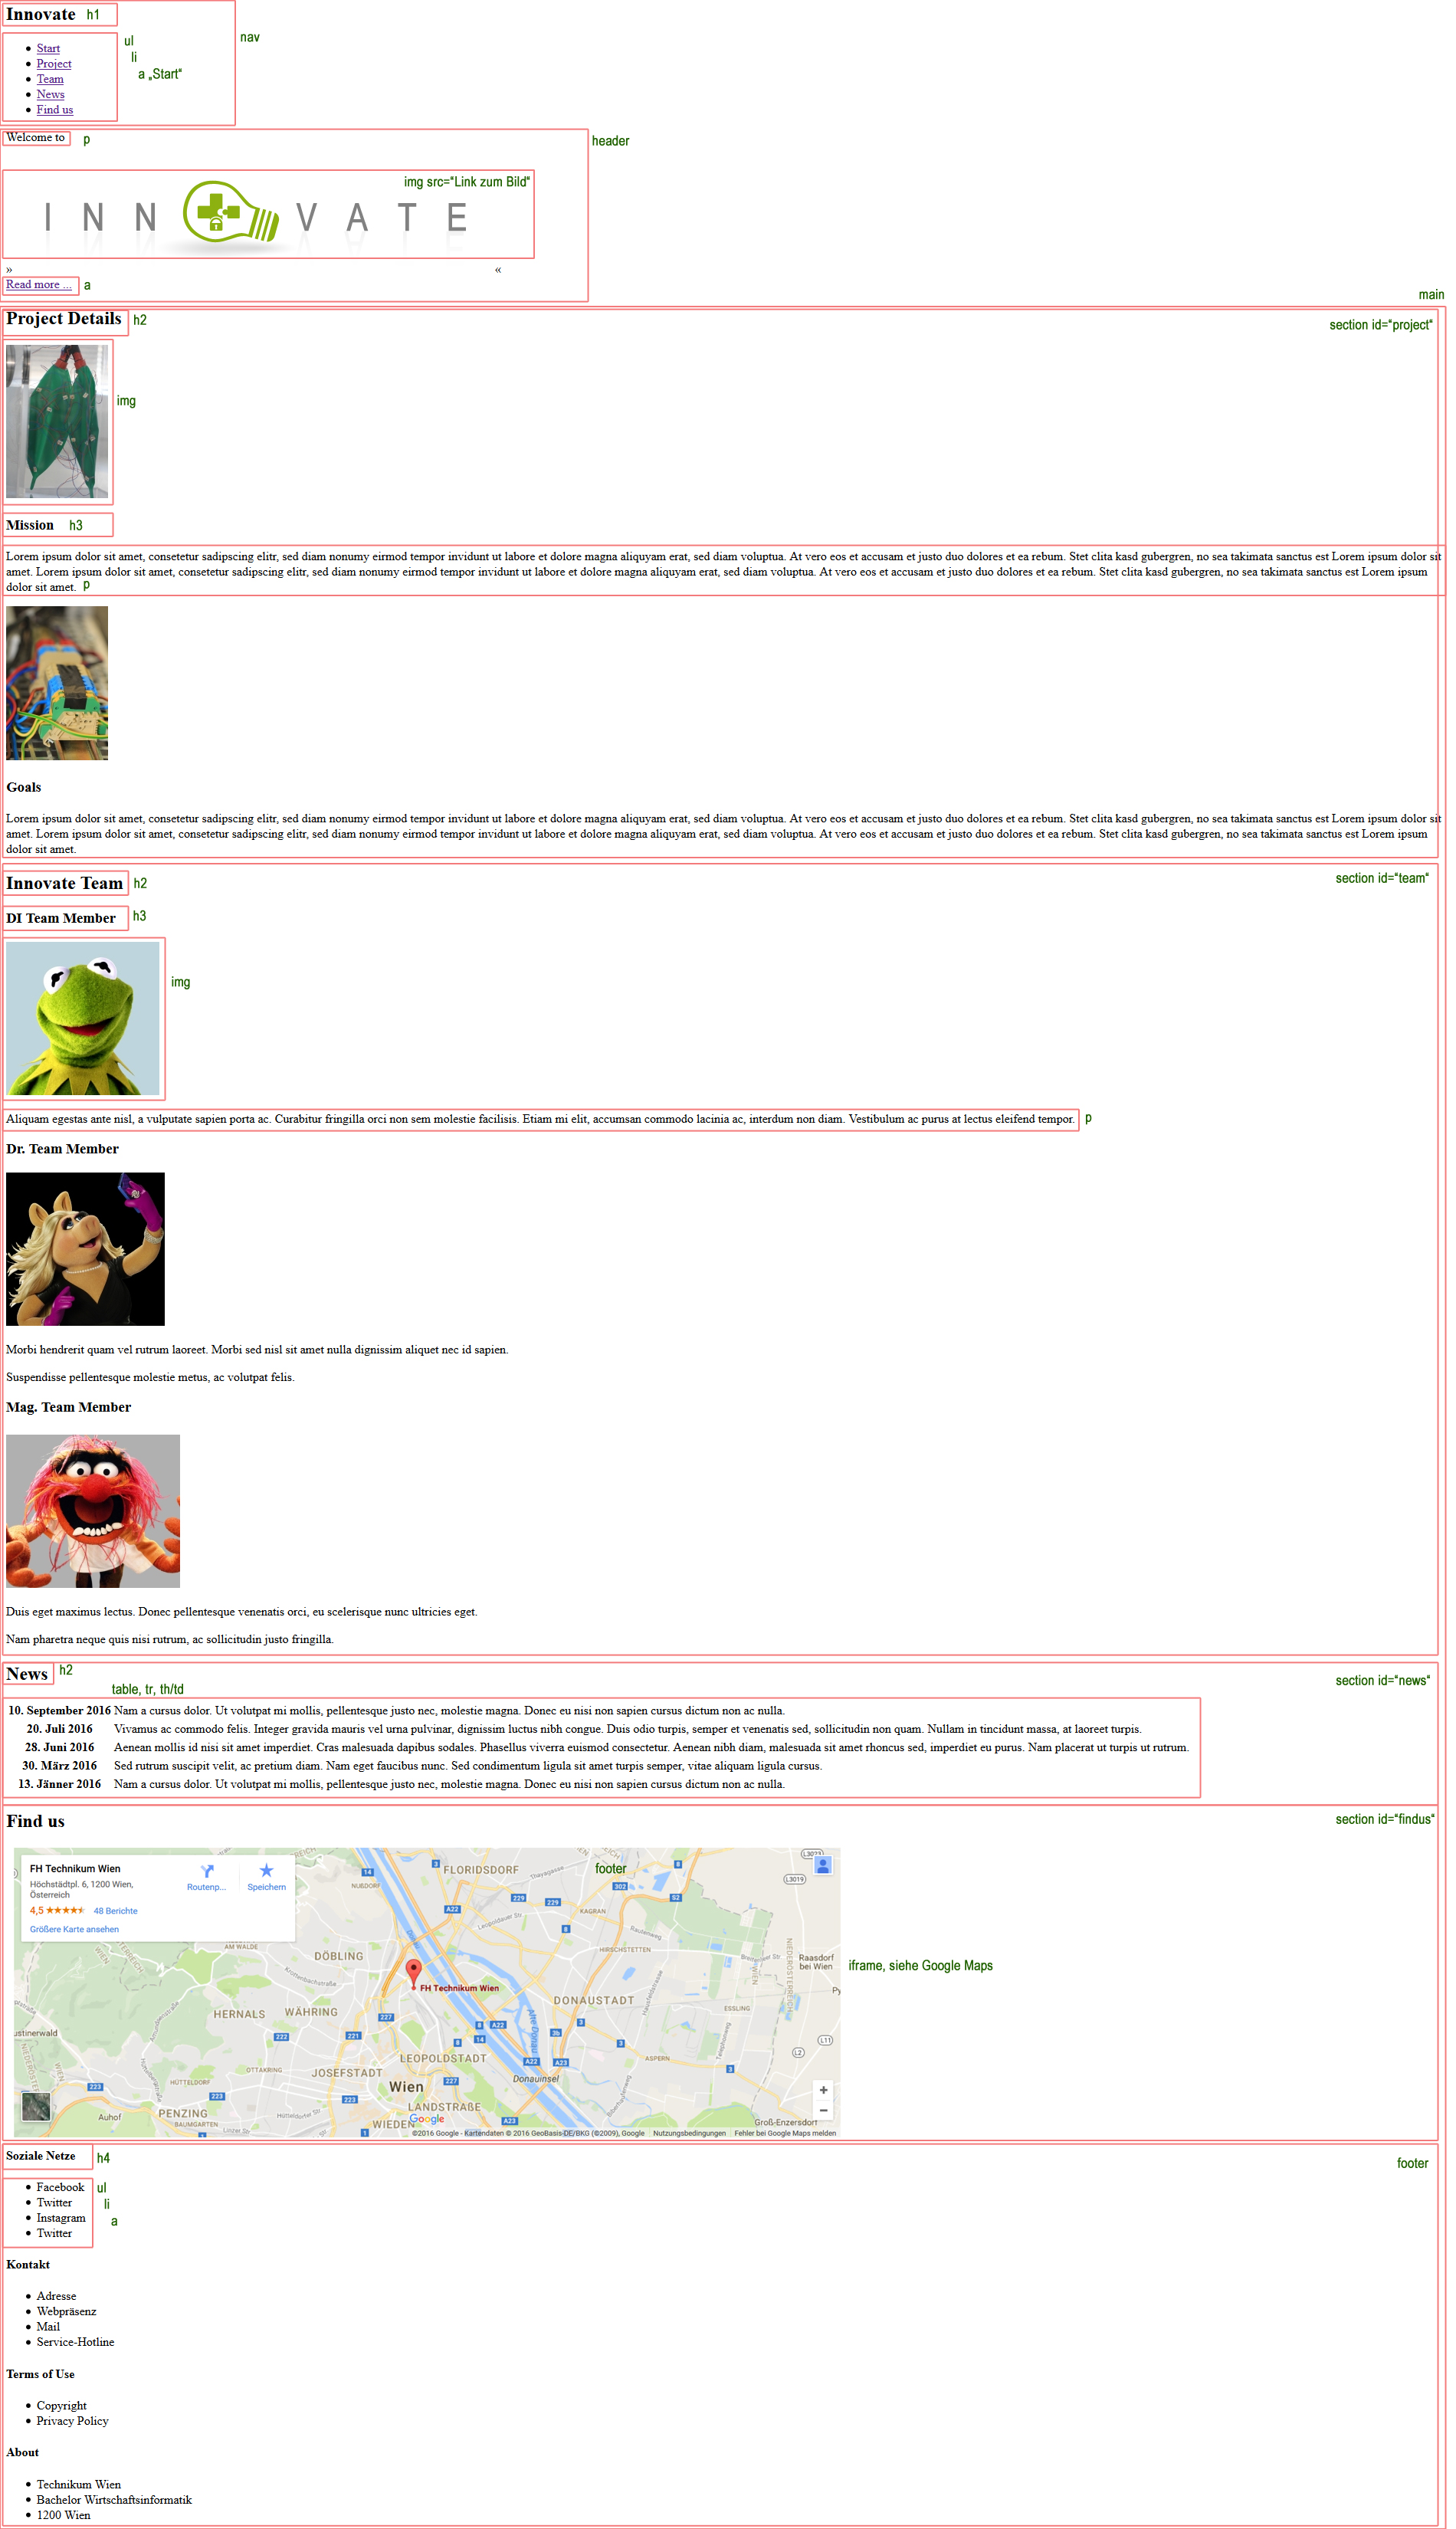 Innovate h1
nav
ul
li
a „Start“
Start
Project
Team
News
Find us
Welcome to p
header
img src=“Link zum Bild“
INN VATE
» «
Read more ... a
main
Project Details h2
section id=“project“
img
Mission h3
Lorem ipsum dolor sit amet, consetetur sadipscing elitr, sed diam nonumy eirmod tempor invidunt ut labore et dolore magna aliquyam erat, sed diam voluptua. At vero eos et accusam et justo duo dolores et ea rebum. Stet clita kasd gubergren, no sea takimata sanctus est Lorem ipsum dolor sit
amet. Lorem ipsum dolor sit amet, consetetur sadipscing elitr, sed diam nonumy eirmod tempor invidunt ut labore et dolore magna aliquyam erat, sed diam voluptua. At vero eos et accusam et justo duo dolores et ea rebum. Stet clita kasd gubergren, no sea takimata sanctus est Lorem ipsum
dolor sit amet. p
Goals
Lorem ipsum dolor sit amet, consetetur sadipscing elitr, sed diam nonumy eirmod tempor invidunt ut labore et dolore magna aliquyam erat, sed diam voluptua. At vero eos et accusam et justo duo dolores et ea rebum. Stet clita kasd gubergren, no sea takimata sanctus est Lorem ipsum dolor sit
amet. Lorem ipsum dolor sit amet, consetetur sadipscing elitr, sed diam nonumy eirmod tempor invidunt ut labore et dolore magna aliquyam erat, sed diam voluptua. At vero eos et accusam et justo duo dolores et ea rebum. Stet clita kasd gubergren, no sea takimata sanctus est Lorem ipsum
dolor sit amet.
Innovate Team h2
section id=“team“
DI Team Member h3
img
Aliquam egestas ante nisl, a vulputate sapien porta ac. Curabitur fringilla orci non sem molestie facilisis. Etiam mi elit, accumsan commodo lacinia ac, interdum non diam. Vestibulum ac purus at lectus eleifend tempor. p
Dr. Team Member
Morbi hendrerit quam vel rutrum laoreet. Morbi sed nisl sit amet nulla dignissim aliquet nec id sapien.
Suspendisse pellentesque molestie metus, ac volutpat felis.
Mag. Team Member
Duis eget maximus lectus. Donec pellentesque venenatis orci, eu scelerisque nunc ultricies eget.
Nam pharetra neque quis nisi rutrum, ac sollicitudin justo fringilla.
News h2
section id=“news“
table, tr, th/td
10. September 2016 Nam a cursus dolor. Ut volutpat mi mollis, pellentesque justo nec, molestie magna. Donec eu nisi non sapien cursus dictum non ac nulla.
20. Juli 2016 Vivamus ac commodo felis. Integer gravida mauris vel urna pulvinar, dignissim luctus nibh congue. Duis odio turpis, semper et venenatis sed, sollicitudin non quam. Nullam in tincidunt massa, at laoreet turpis.
28. Juni 2016 Aenean mollis id nisi sit amet imperdiet. Cras malesuada dapibus sodales. Phasellus viverra euismod consectetur. Aenean nibh diam, malesuada sit amet rhoncus sed, imperdiet eu purus. Nam placerat ut turpis ut rutrum.
30. März 2016 Sed rutrum suscipit velit, ac pretium diam. Nam eget faucibus nunc. Sed condimentum ligula sit amet turpis semper, vitae aliquam ligula cursus.
13. Jänner 2016 Nam a cursus dolor. Ut volutpat mi mollis, pellentesque justo nec, molestie magna. Donec eu nisi non sapien cursus dictum non ac nulla.
Find us
section id=“findus“
FH Technikum Wien
Höchstädtpl. 6, 1200 Wien,
Österreich
Routenp... Speichern
4,5 48 Berichte
Größere Karte ansehen
footer
FLORIDSDORF
NUẞDORF
KAGRAN
AM WALDE
DÖBLING
HIRSCHSTETTEN
Raasdorf
bei Wien
FH Technikum Wien
HERNALS WÄHRING
DONAUSTADT
ESSLING
iframe, siehe Google Maps
ustinerwald
LEOPOLDSTADT
ASPERN
OTTAKRING
JOSEFSTADT
Donauinsel
HÜTTELDORF
Wien
LANDSTRAẞE
Auhof
PENZING
BAUMGARTEN
WIEDEN
Google
Groß-Enzersdorf
©2016 Google - Kartendaten © 2016 GeoBasis-DE/BKG (©2009), Google Nutzungsbedingungen Fehler bei Google Maps melden
Soziale Netze h4
footer
ul
li
a
Facebook
Twitter
Instagram
Twitter
Kontakt
Adresse
Webpräsenz
Mail
Service-Hotline
Terms of Use
Copyright
Privacy Policy
About
Technikum Wien
Bachelor Wirtschaftsinformatik
1200 Wien